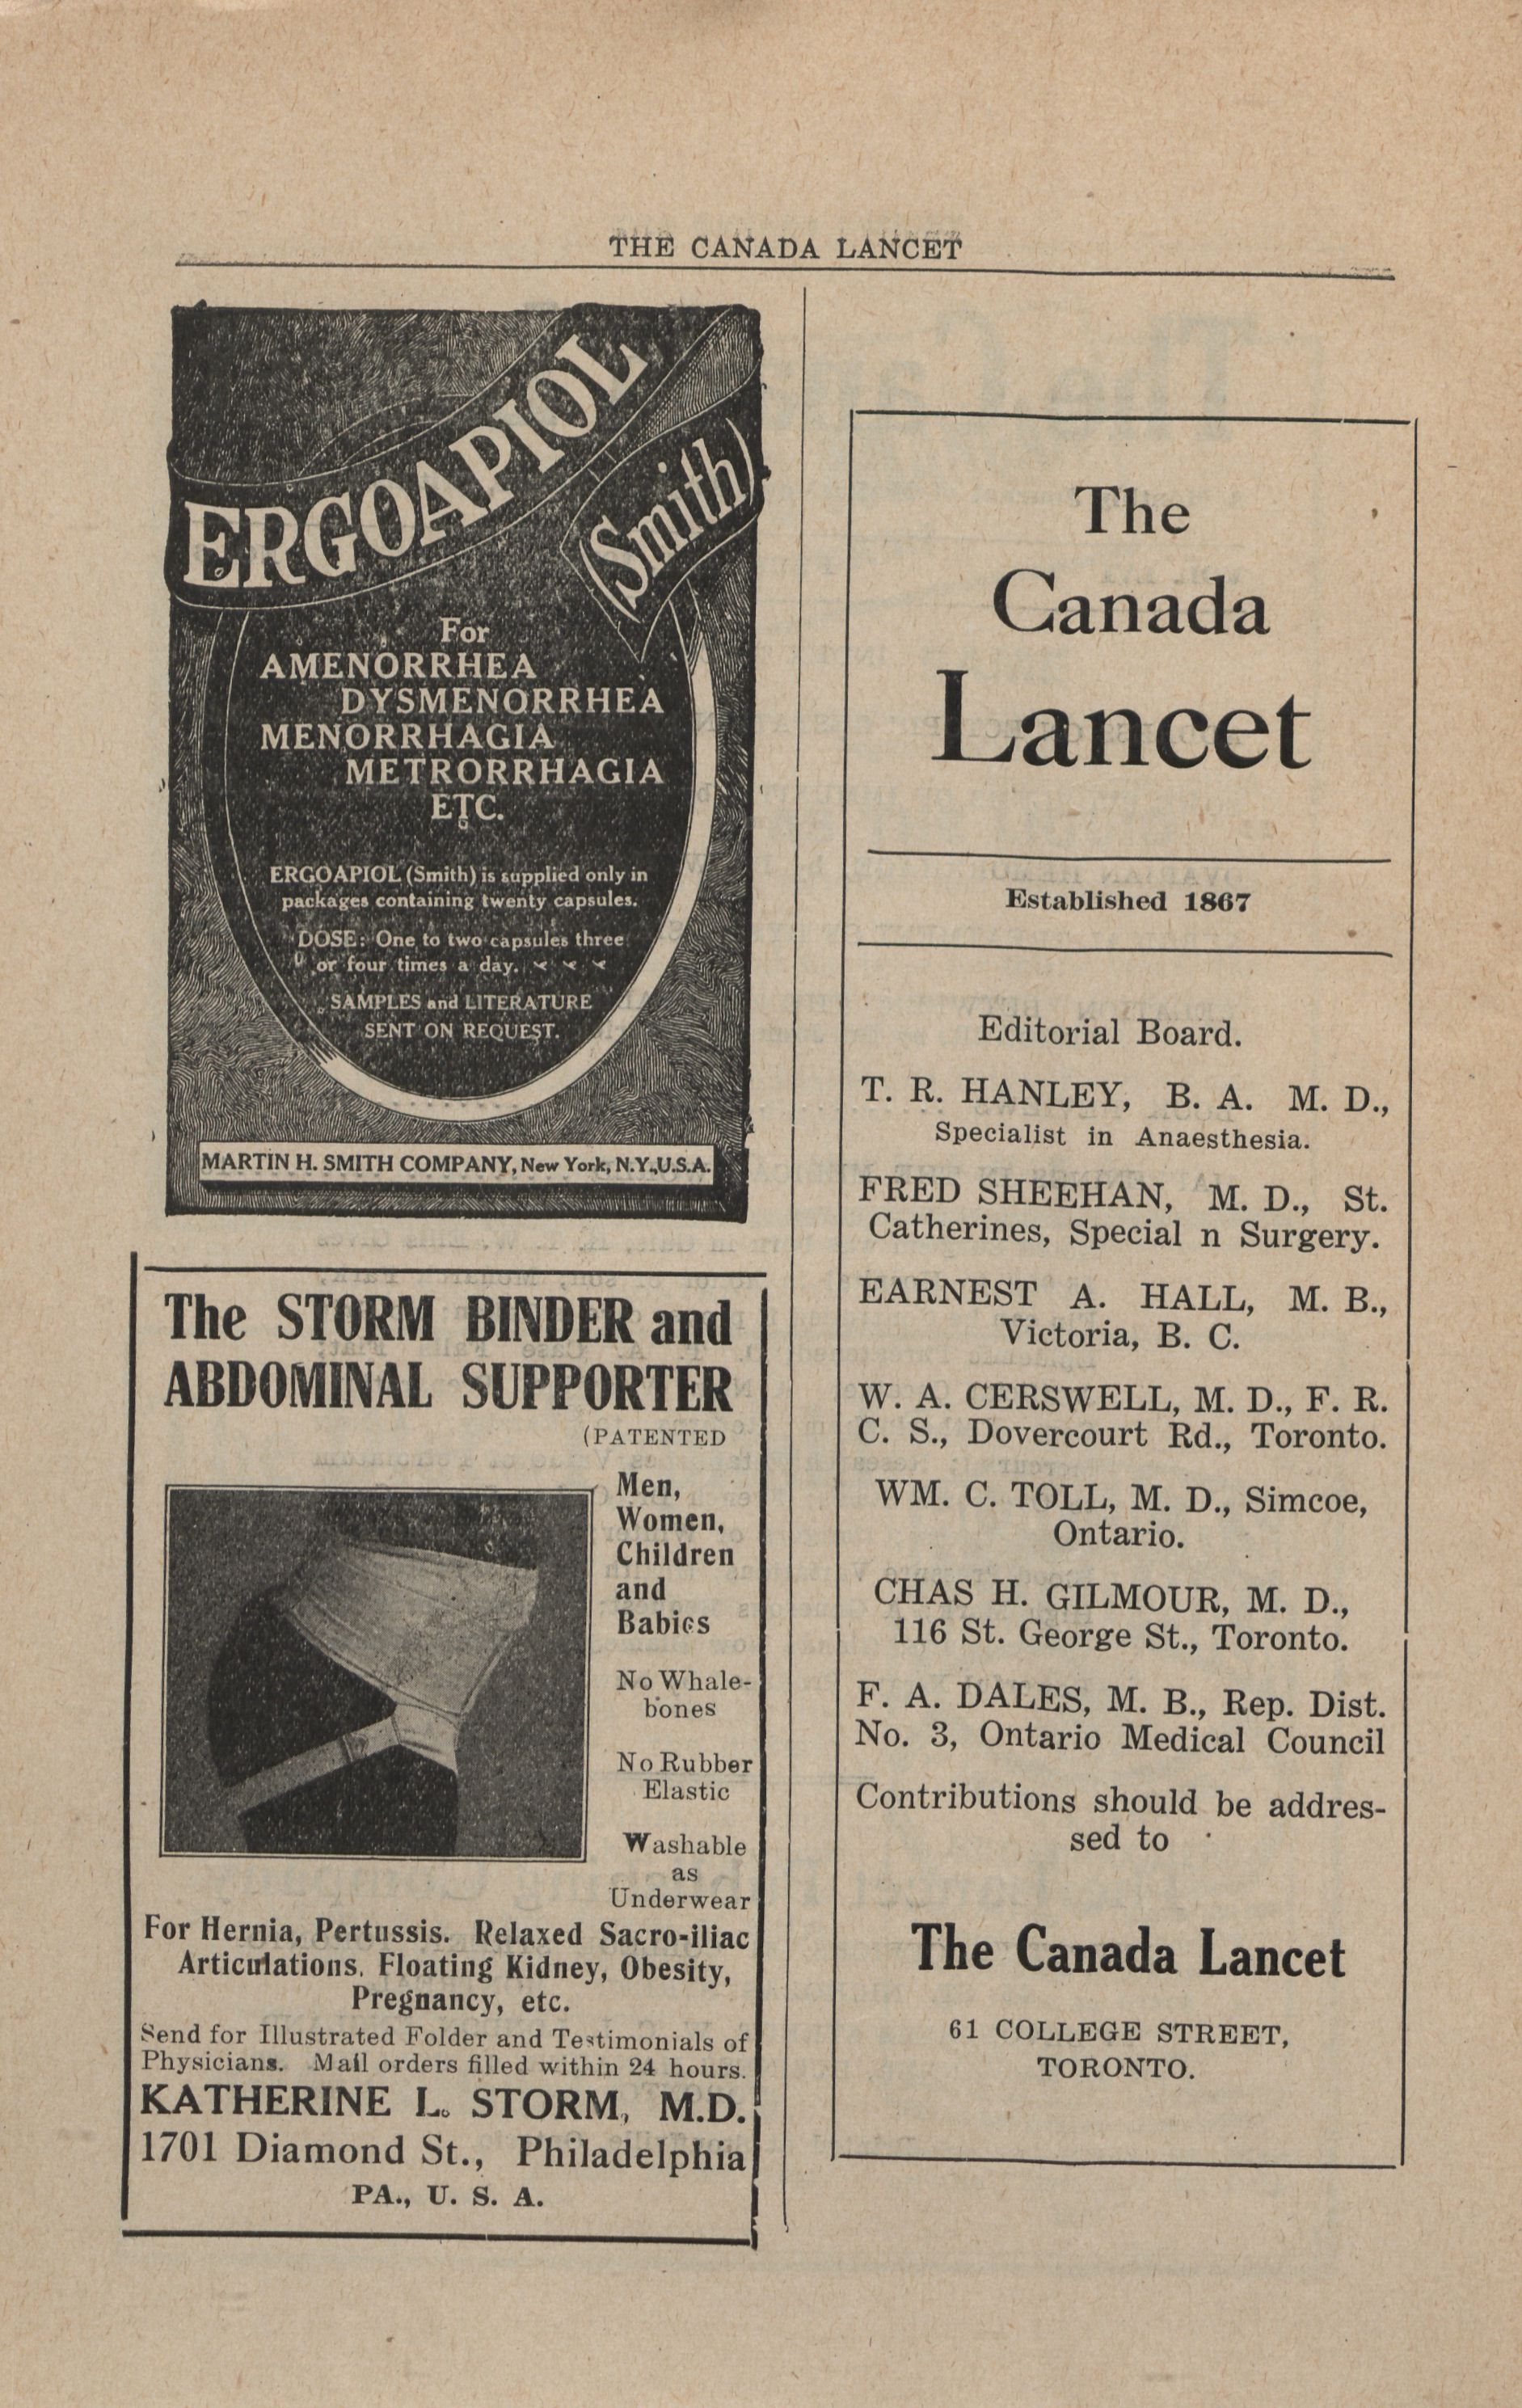 THE CANADA LANCET
ERGOAPIOL
(Smith)
For
AMENORRHEA
DYSMENORRHEA
MENORRHAGIA
METRORRHAGIA
ETC.
ERGOAPIOL (Smith) is supplied only in
packages containing twenty capsules.
DOSE: One to two capsules three
or four times a day.
SAMPLES and LITERATURE
SENT ON REQUEST.
MARTIN H. SMITH COMPANY, New York, N.Y., U.S.A.
The STORM BINDER and
ABDOMINAL SUPPORTER
(PATENTED
Men,
Women,
Children
and
Babies
No Whale-
bones
No Rubber
Elastic
Washable
as
Underwear
For Hernia, Pertussis. Relaxed Sacro-iliac
Articulations. Floating Kidney, Obesity,
Pregnancy, etc.
Send for Illustrated Folder and Testimonials of
Physicians. Mail orders filled within 24 hours.
KATHERINE L. STORM, M.D.
1701 Diamond St., Philadelphia
PA., U. S. A.
The
Canada
Lancet
Established 1867
Editorial Board.
T. R. HANLEY, B. A. M. D.,
Specialist in Anaesthesia.
FRED SHEEHAN, M. D., St.
Catherines, Special n Surgery.
EARNEST A. HALL, M. B.,
Victoria, B. C.
W. A. CERSWELL, M. D., F. R.
C. S., Dovercourt Rd., Toronto.
WM. C. TOLL, M. D., Simcoe,
Ontario.
CHAS H. GILMOUR, M. D.,
116 St. George St., Toronto.
F. A. DALES, M. B., Rep. Dist.
No. 3, Ontario Medical Council
Contributions should be addres-
sed to
The Canada Lancet
61 COLLEGE STREET,
TORONTO.